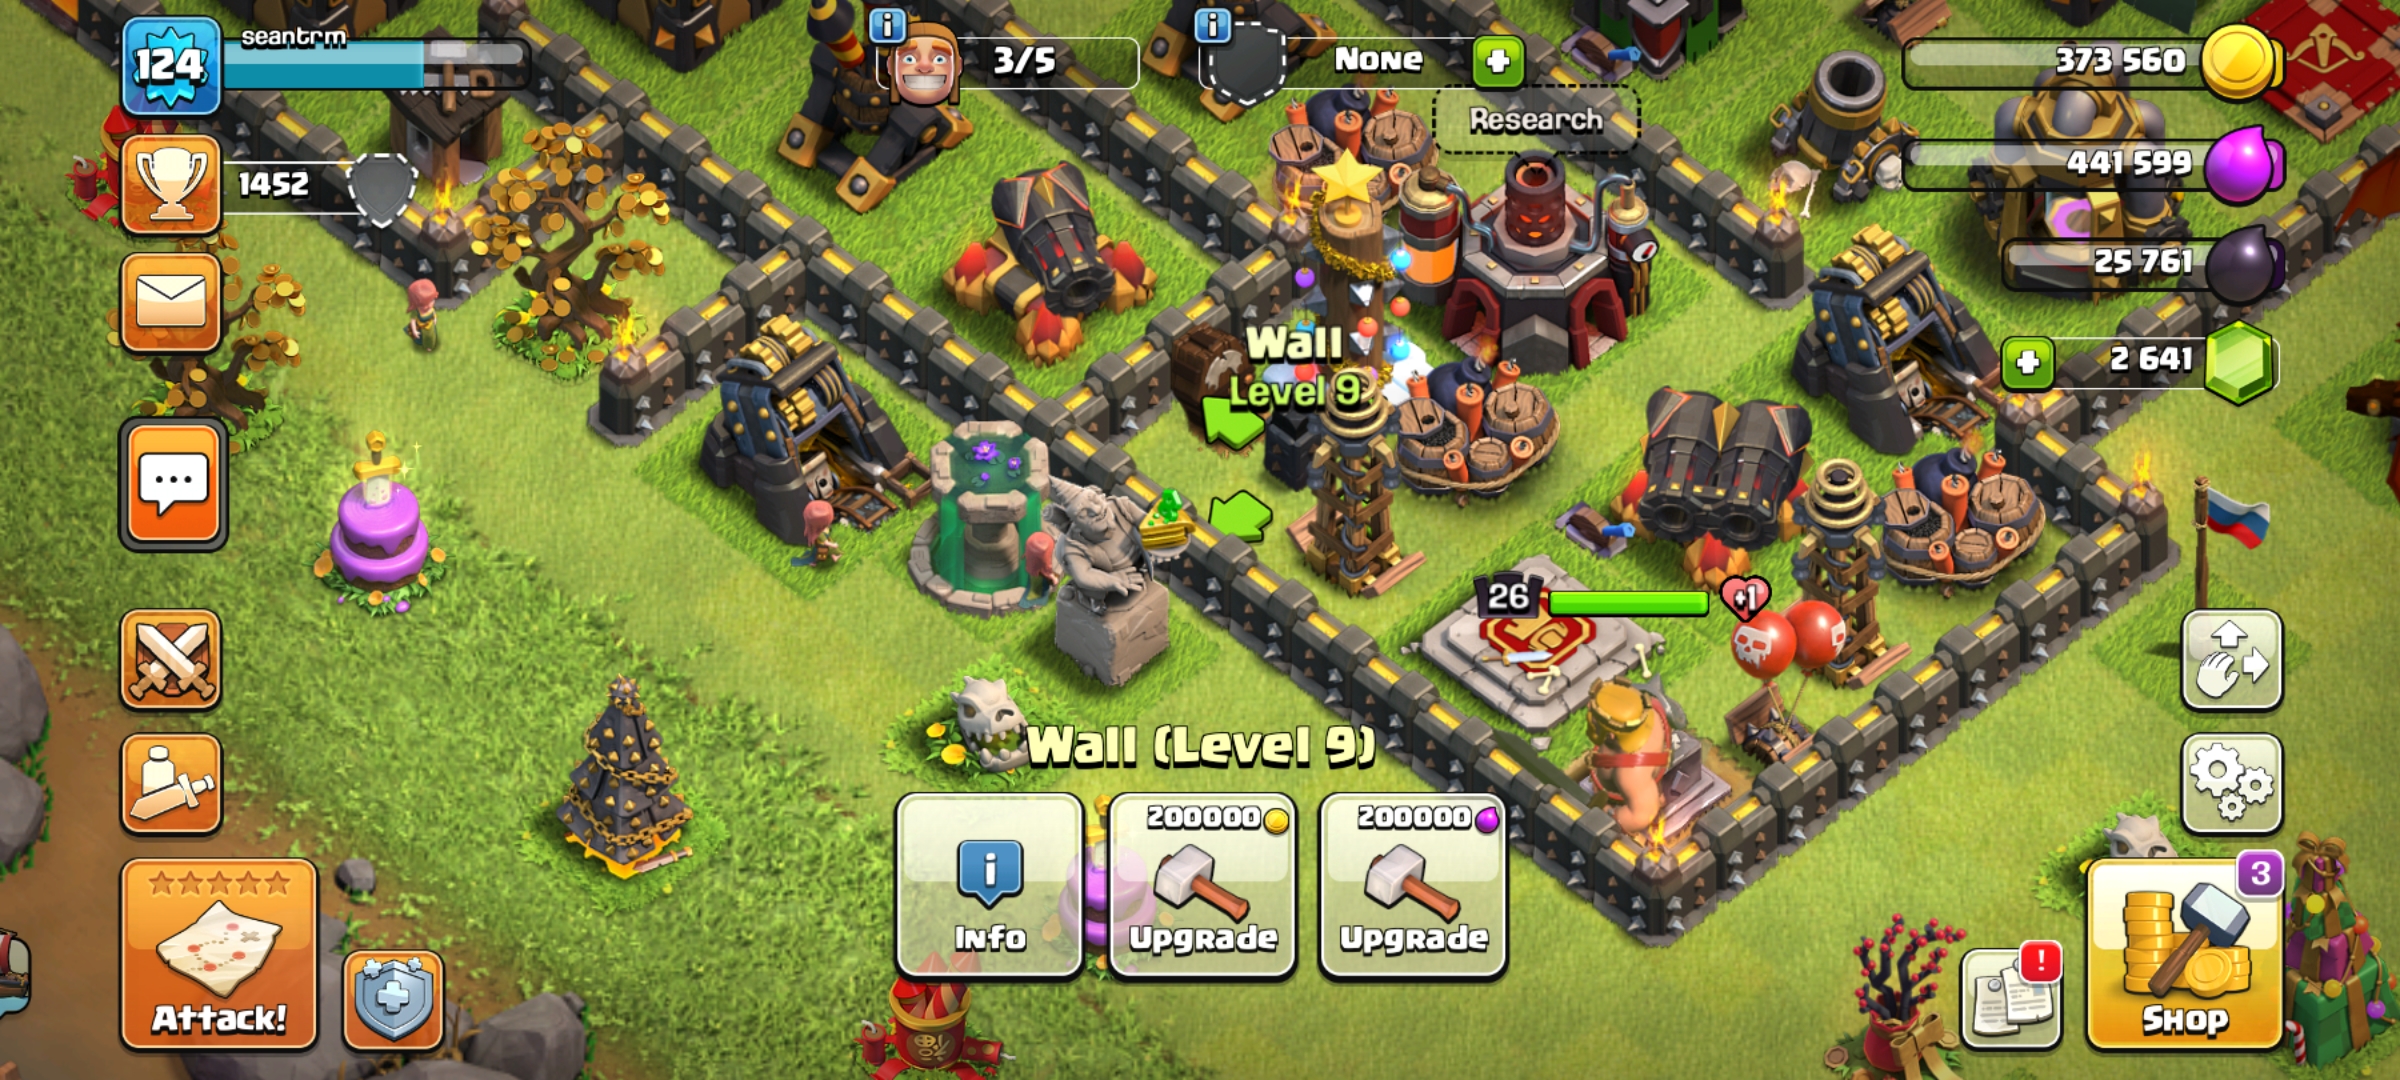 124
seantrm
3/5
None
373 560
Research
1452
441 599
25 761
2 641
Wall
Level 9
26
+1
Wall (Level 9)
200000
200000
Info
Upgrade
Upgrade
3
!
Attack!
Shop